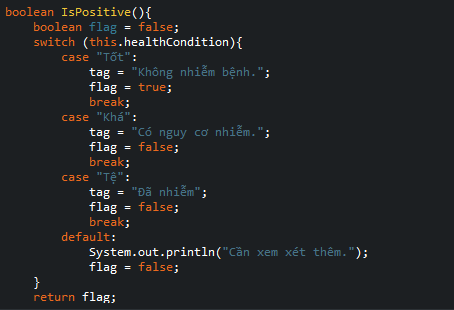 boolean IsPositive(){
    boolean flag = false;
    switch (this.healthCondition){
        case "Tốt":
            tag = "Không nhiễm bệnh.";
            flag = true;
            break;
        case "Khá":
            tag = "Có nguy cơ nhiễm.";
            flag = false;
            break;
        case "Tệ":
            tag = "Đã nhiễm";
            flag = false;
            break;
        default:
            System.out.println("Cần xem xét thêm.");
            flag = false;
    }
    return flag;